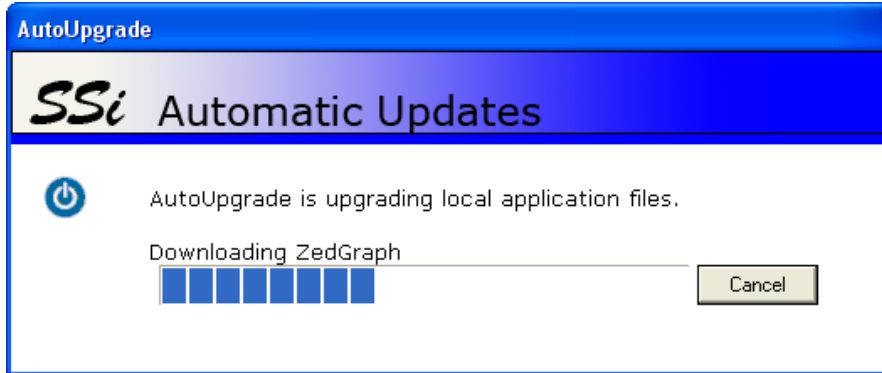 AutoUpgrade
SSi Automatic Updates
AutoUpgrade is upgrading local application files.
Downloading ZedGraph
Cancel